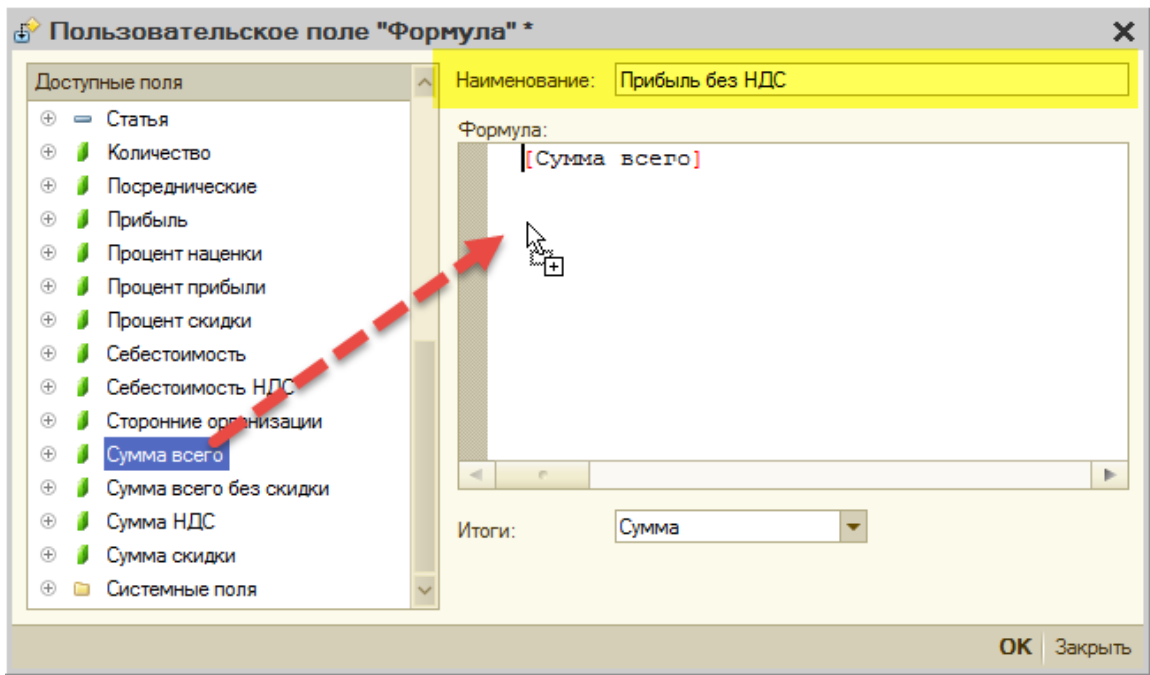 Пользовательское поле "Формула" *
Доступные поля
Статья
Количество
Посреднические
Прибыль
Процент наценки
Процент прибыли
Процент скидки
Себестоимость
Себестоимость НДС
Сторонние организации
Сумма всего
Сумма всего без скидки
Сумма НДС
Сумма скидки
Системные поля
Наименование: Прибыль без НДС
Формула:
[Сумма всего]
Итоги: Сумма
OK Закрыть